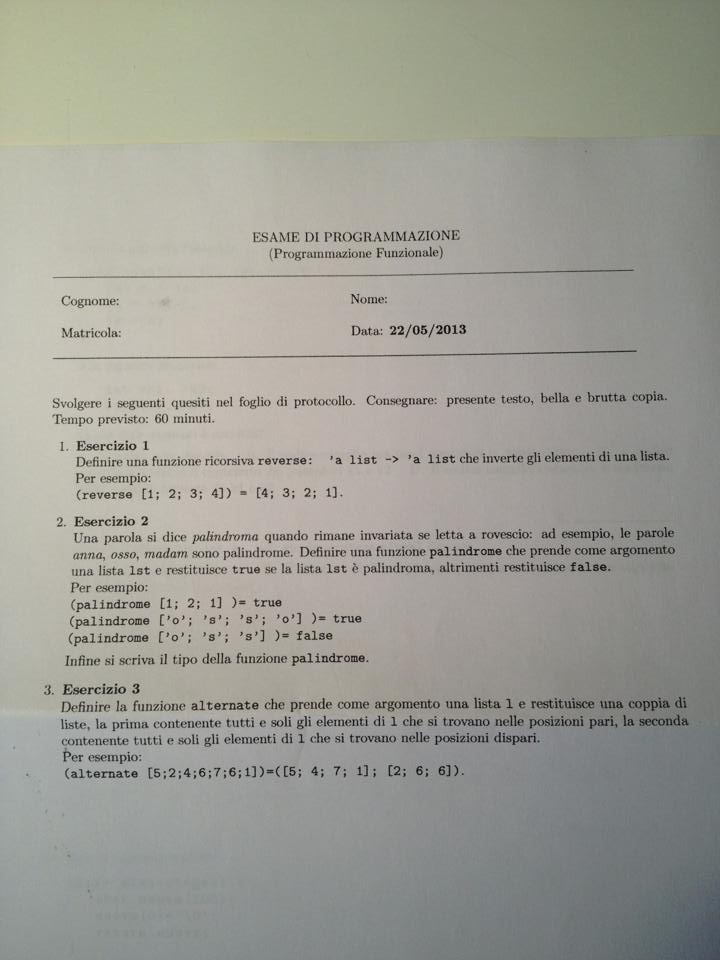 ESAME DI PROGRAMMAZIONE
(Programmazione Funzionale)
Cognome: Nome:
Matricola: Data: 22/05/2013
Svolgere i seguenti quesiti nel foglio di protocollo. Consegnare: presente testo, bella e brutta copia.
Tempo previsto: 60 minuti.
1. Esercizio 1
Definire una funzione ricorsiva reverse: 'a list -> 'a list che inverte gli elementi di una lista.
Per esempio:
(reverse [1; 2; 3; 4]) = [4; 3; 2; 1].
2. Esercizio 2
Una parola si dice palindroma quando rimane invariata se letta a rovescio: ad esempio, le parole
anna, osso, madam sono palindrome. Definire una funzione palindrome che prende come argomento
una lista lst e restituisce true se la lista lst è palindroma, altrimenti restituisce false.
Per esempio:
(palindrome [1; 2; 1] )= true
(palindrome ['o'; 's'; 's'; 'o'] )= true
(palindrome ['o'; 's'; 's'] )= false
Infine si scriva il tipo della funzione palindrome.
3. Esercizio 3
Definire la funzione alternate che prende come argomento una lista l e restituisce una coppia di
liste, la prima contenente tutti e soli gli elementi di l che si trovano nelle posizioni pari, la seconda
contenente tutti e soli gli elementi di l che si trovano nelle posizioni dispari.
Per esempio:
(alternate [5;2;4;6;7;6;1])=([5; 4; 7; 1]; [2; 6; 6]).